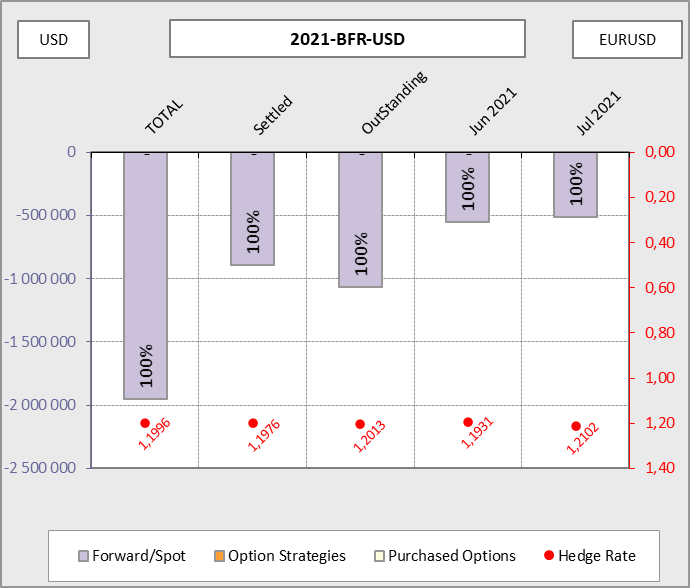 USD
2021-BFR-USD
EURUSD
TOTAL
Settled
OutStanding
Jun 2021
Jul 2021
0
-500 000
-1 000 000
-1 500 000
-2 000 000
-2 500 000
0,00
0,20
0,40
0,60
0,80
1,00
1,20
1,40
-
-
-
-
100%
100%
100%
100%
100%
1,1996
1,1976
1,2013
1,1931
1,2102
Forward/Spot Option Strategies Purchased Options Hedge Rate